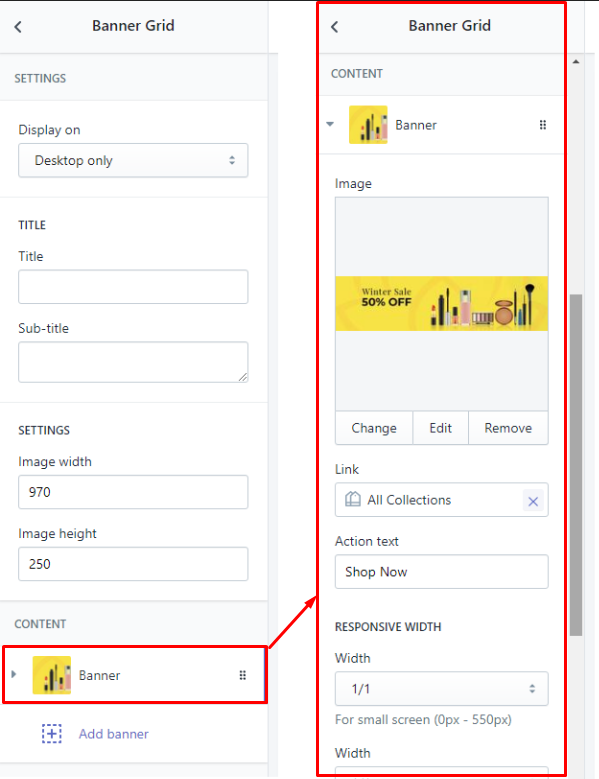 Banner Grid
SETTINGS
Display on
Desktop only
TITLE
Title
Sub-title
SETTINGS
Image width
970
Image height
250
CONTENT
Banner
Add banner
Banner Grid
CONTENT
Banner
Image
Winter Sale
50% OFF
Change Edit Remove
Link
All Collections
Action text
Shop Now
RESPONSIVE WIDTH
Width
1/1
For small screen (0px - 550px)
Width